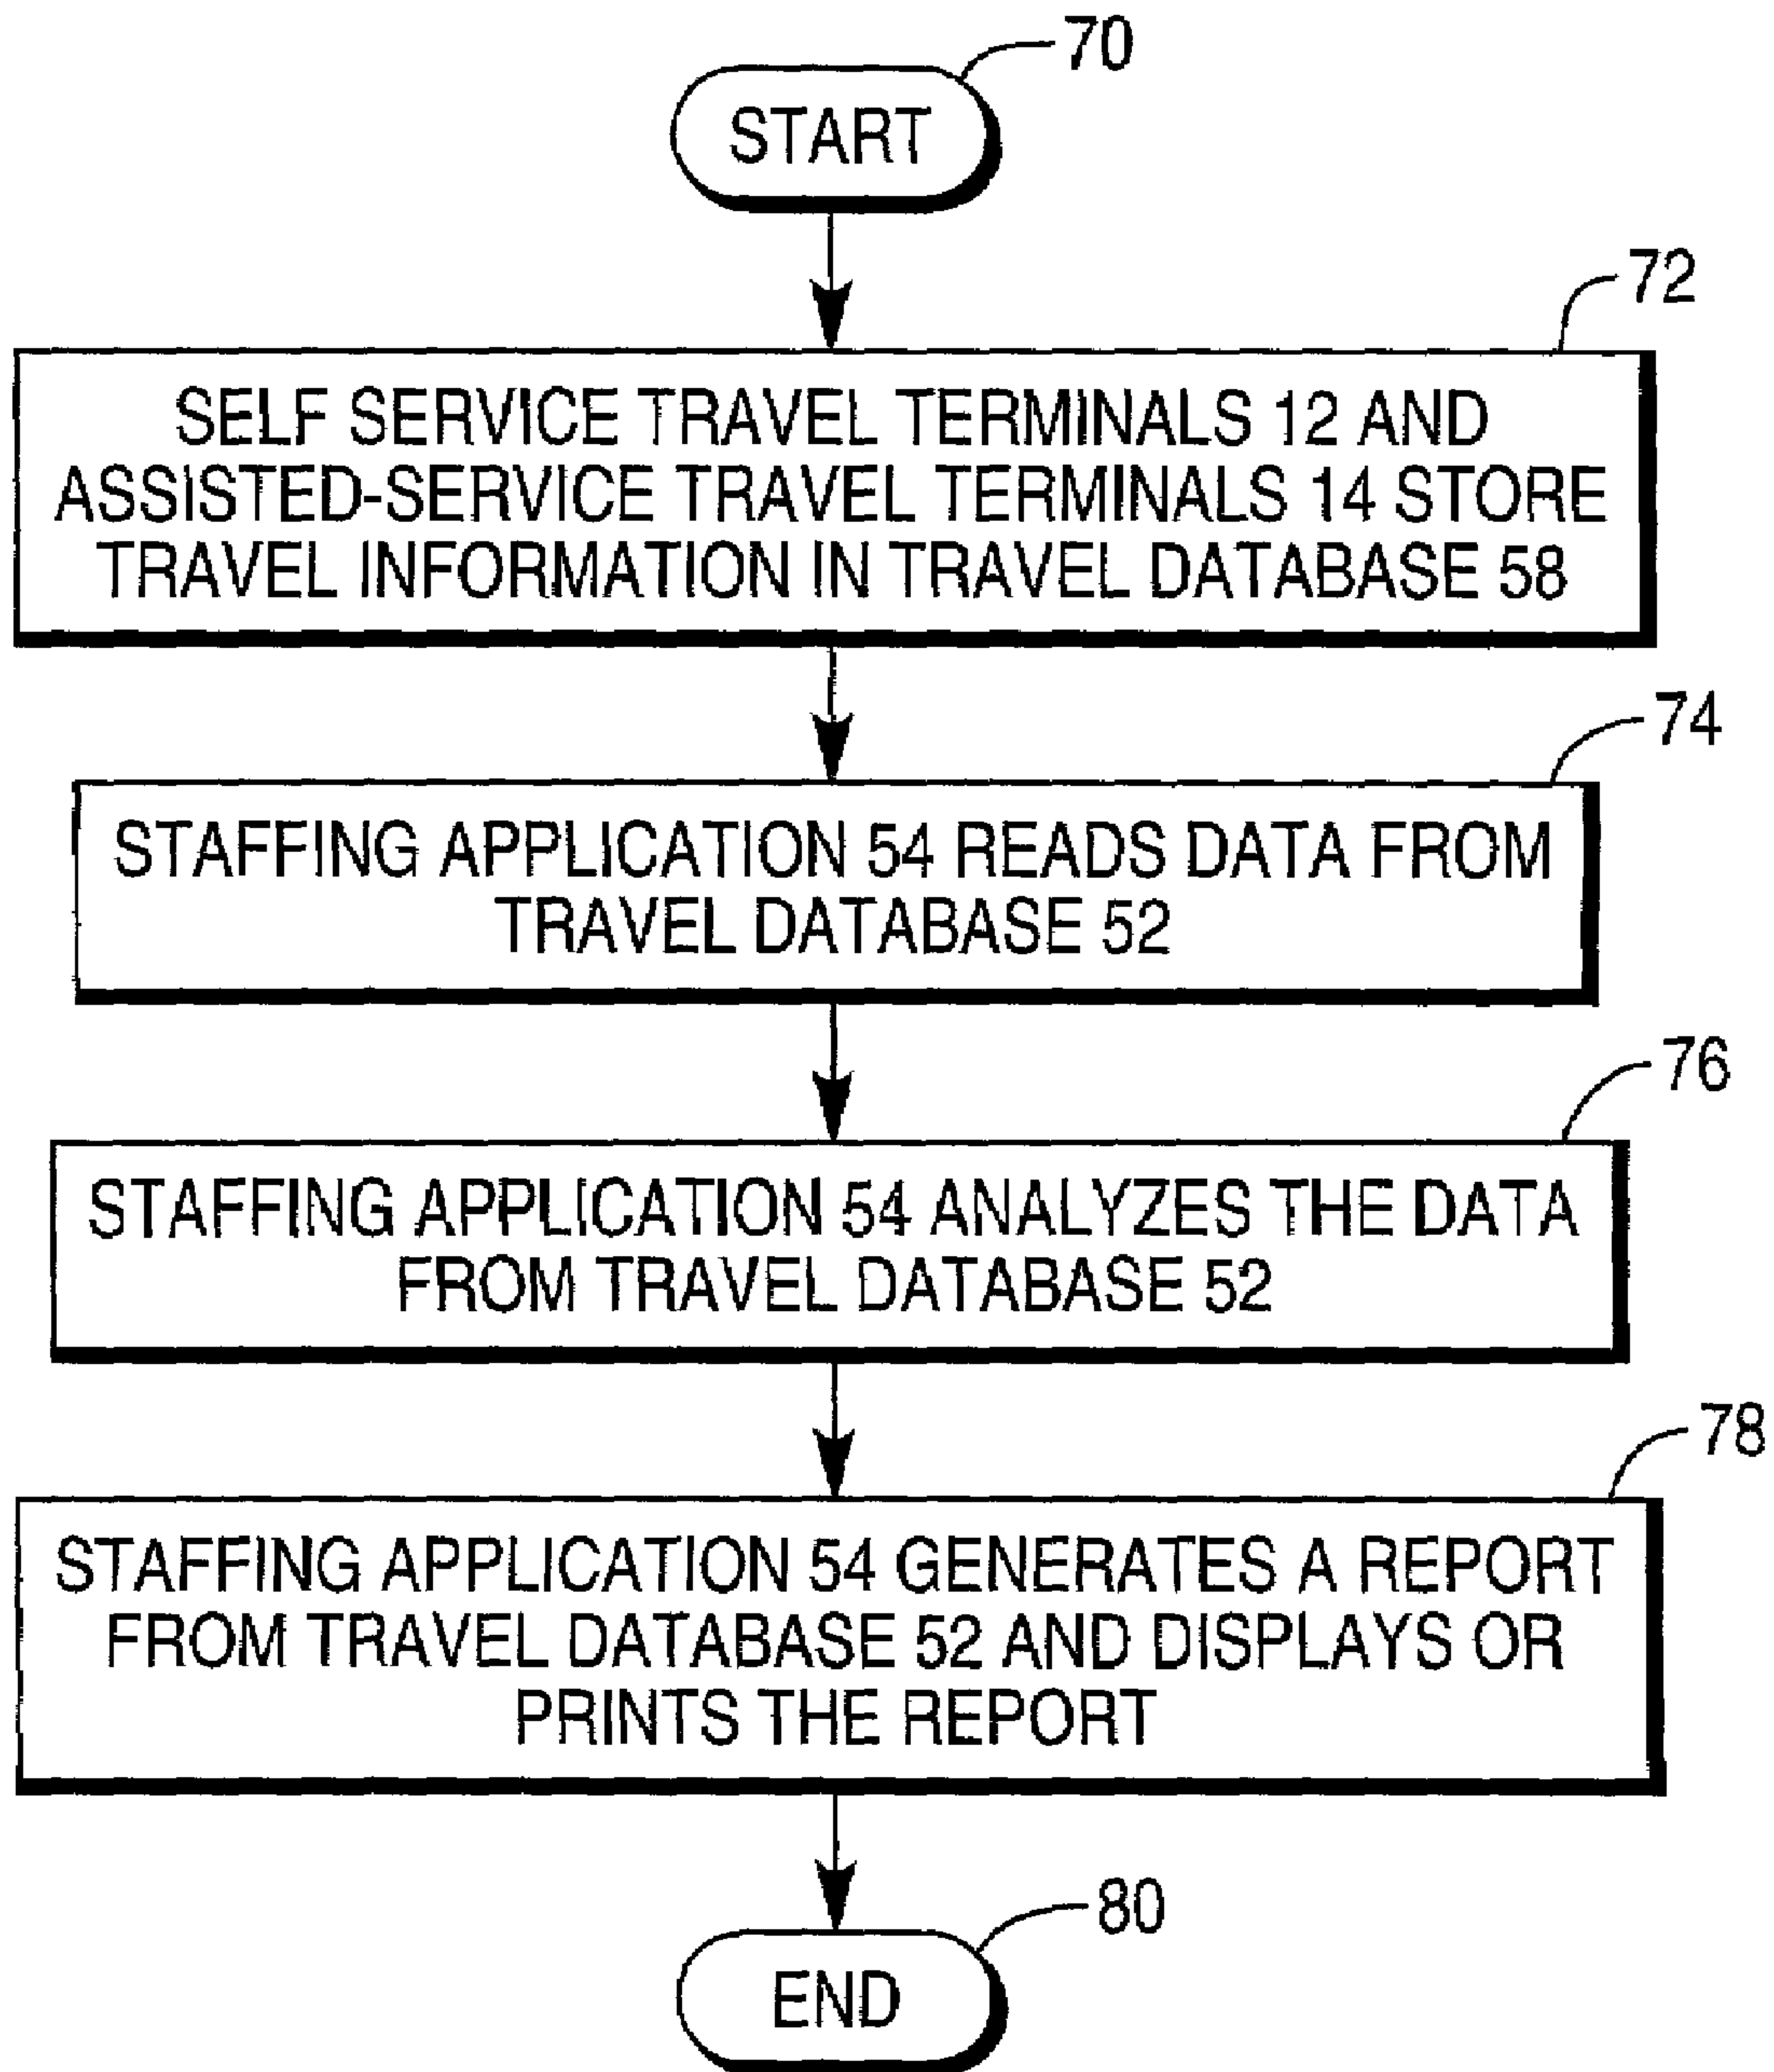 70
START
72
SELF SERVICE TRAVEL TERMINALS 12 AND
ASSISTED-SERVICE TRAVEL TERMINALS 14 STORE
TRAVEL INFORMATION IN TRAVEL DATABASE 58
74
STAFFING APPLICATION 54 READS DATA FROM
TRAVEL DATABASE 52
76
STAFFING APPLICATION 54 ANALYZES THE DATA
FROM TRAVEL DATABASE 52
78
STAFFING APPLICATION 54 GENERATES A REPORT
FROM TRAVEL DATABASE 52 AND DISPLAYS OR
PRINTS THE REPORT
80
END